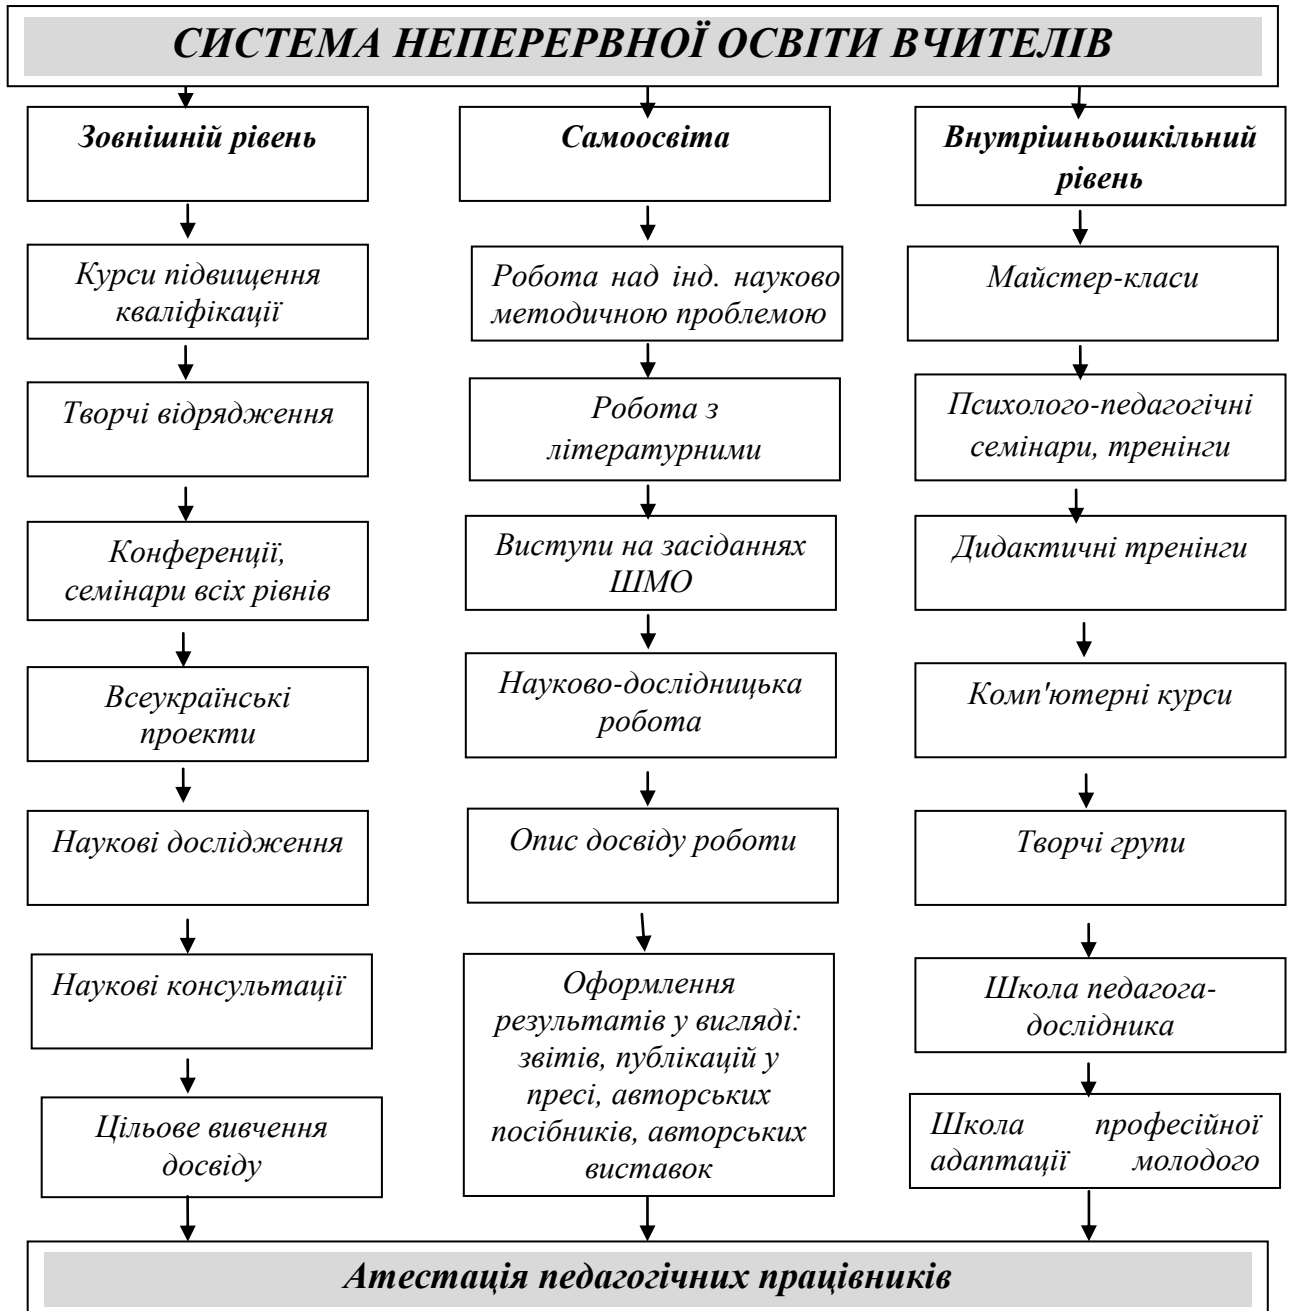 СИСТЕМА НЕПЕРЕРВНОЇ ОСВІТИ ВЧИТЕЛІВ
Зовнішній рівень
Курси підвищення
кваліфікації
Творчі відрядження
Конференції,
семінари всіх рівнів
Всеукраїнські
проекти
Наукові дослідження
Наукові консультації
Цільове вивчення
досвіду
Самоосвіта
Робота над інд. науково
методичною проблемою
Робота з
літературними
Виступи на засіданнях
ШМО
Науково-дослідницька
робота
Опис досвіду роботи
Оформлення
результатів у вигляді:
звітів, публікацій у
пресі, авторських
посібників, авторських
виставок
Внутрішньошкільний
рівень
Майстер-класи
Психолого-педагогічні
семінари, тренінги
Дидактичні тренінги
Комп'ютерні курси
Творчі групи
Школа педагога-
дослідника
Школа професійної
адаптації молодого
Атестація педагогічних працівників